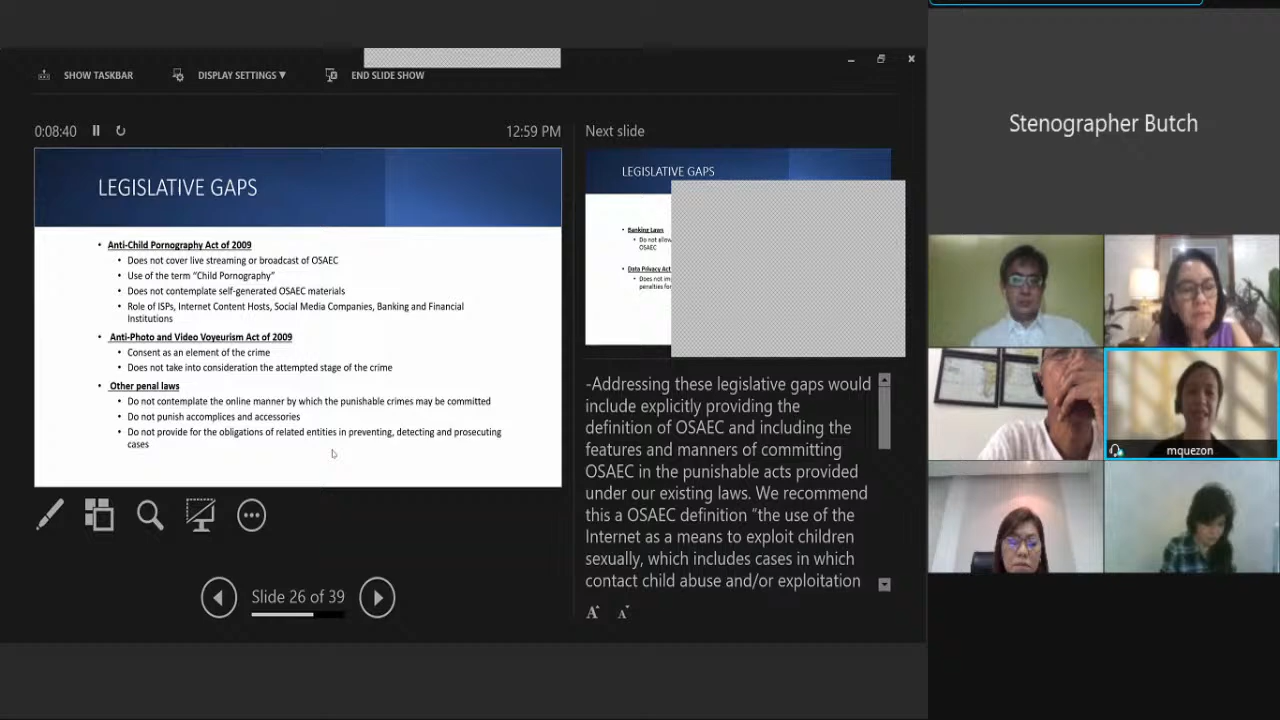 SHOW TASKBAR
DISPLAY SETTINGS ▼
END SLIDE SHOW
0:08:40
12:59 PM
LEGISLATIVE GAPS
• Anti-Child Pornography Act of 2009
• Does not cover live streaming or broadcast of OSAEC
• Use of the term “Child Pornography”
• Does not contemplate self-generated OSAEC materials
• Role of ISPs, Internet Content Hosts, Social Media Companies, Banking and Financial
Institutions
• Anti-Photo and Video Voyeurism Act of 2009
• Consent as an element of the crime
• Does not take into consideration the attempted stage of the crime
• Other penal laws
• Do not contemplate the online manner by which the punishable crimes may be committed
• Do not punish accomplices and accessories
• Do not provide for the obligations of related entities in preventing, detecting and prosecuting
cases
Slide 26 of 39
Next slide
LEGISLATIVE GAPS
• Banking Laws
• Do not allow
OSAEC
• Data Privacy Act
• Does not
penalties for
-Addressing these legislative gaps would
include explicitly providing the
definition of OSAEC and including the
features and manners of committing
OSAEC in the punishable acts provided
under our existing laws. We recommend
this a OSAEC definition “the use of the
Internet as a means to exploit children
sexually, which includes cases in which
contact child abuse and/or exploitation
A A
Stenographer Butch
mquezon